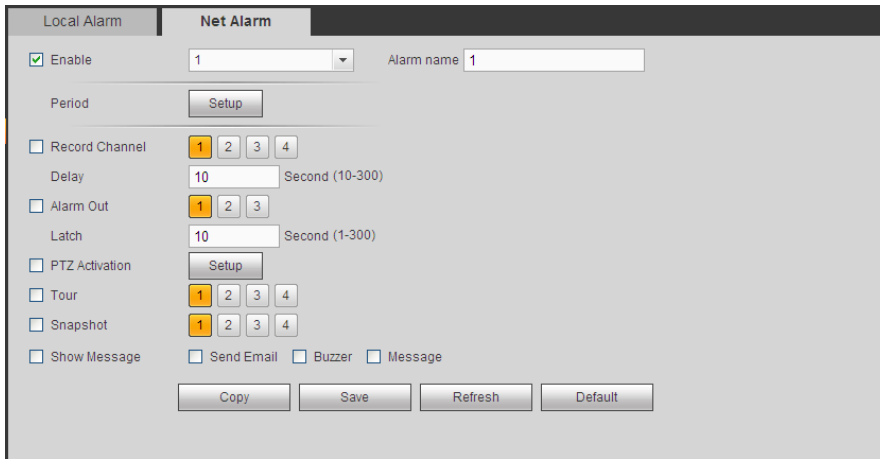 Local Alarm Net Alarm
Enable 1 Alarm name 1
Period Setup
Record Channel 1 2 3 4
Delay 10 Second (10-300)
Alarm Out 1 2 3
Latch 10 Second (1-300)
PTZ Activation Setup
Tour 1 2 3 4
Snapshot 1 2 3 4
Show Message Send Email Buzzer Message
Copy Save Refresh Default